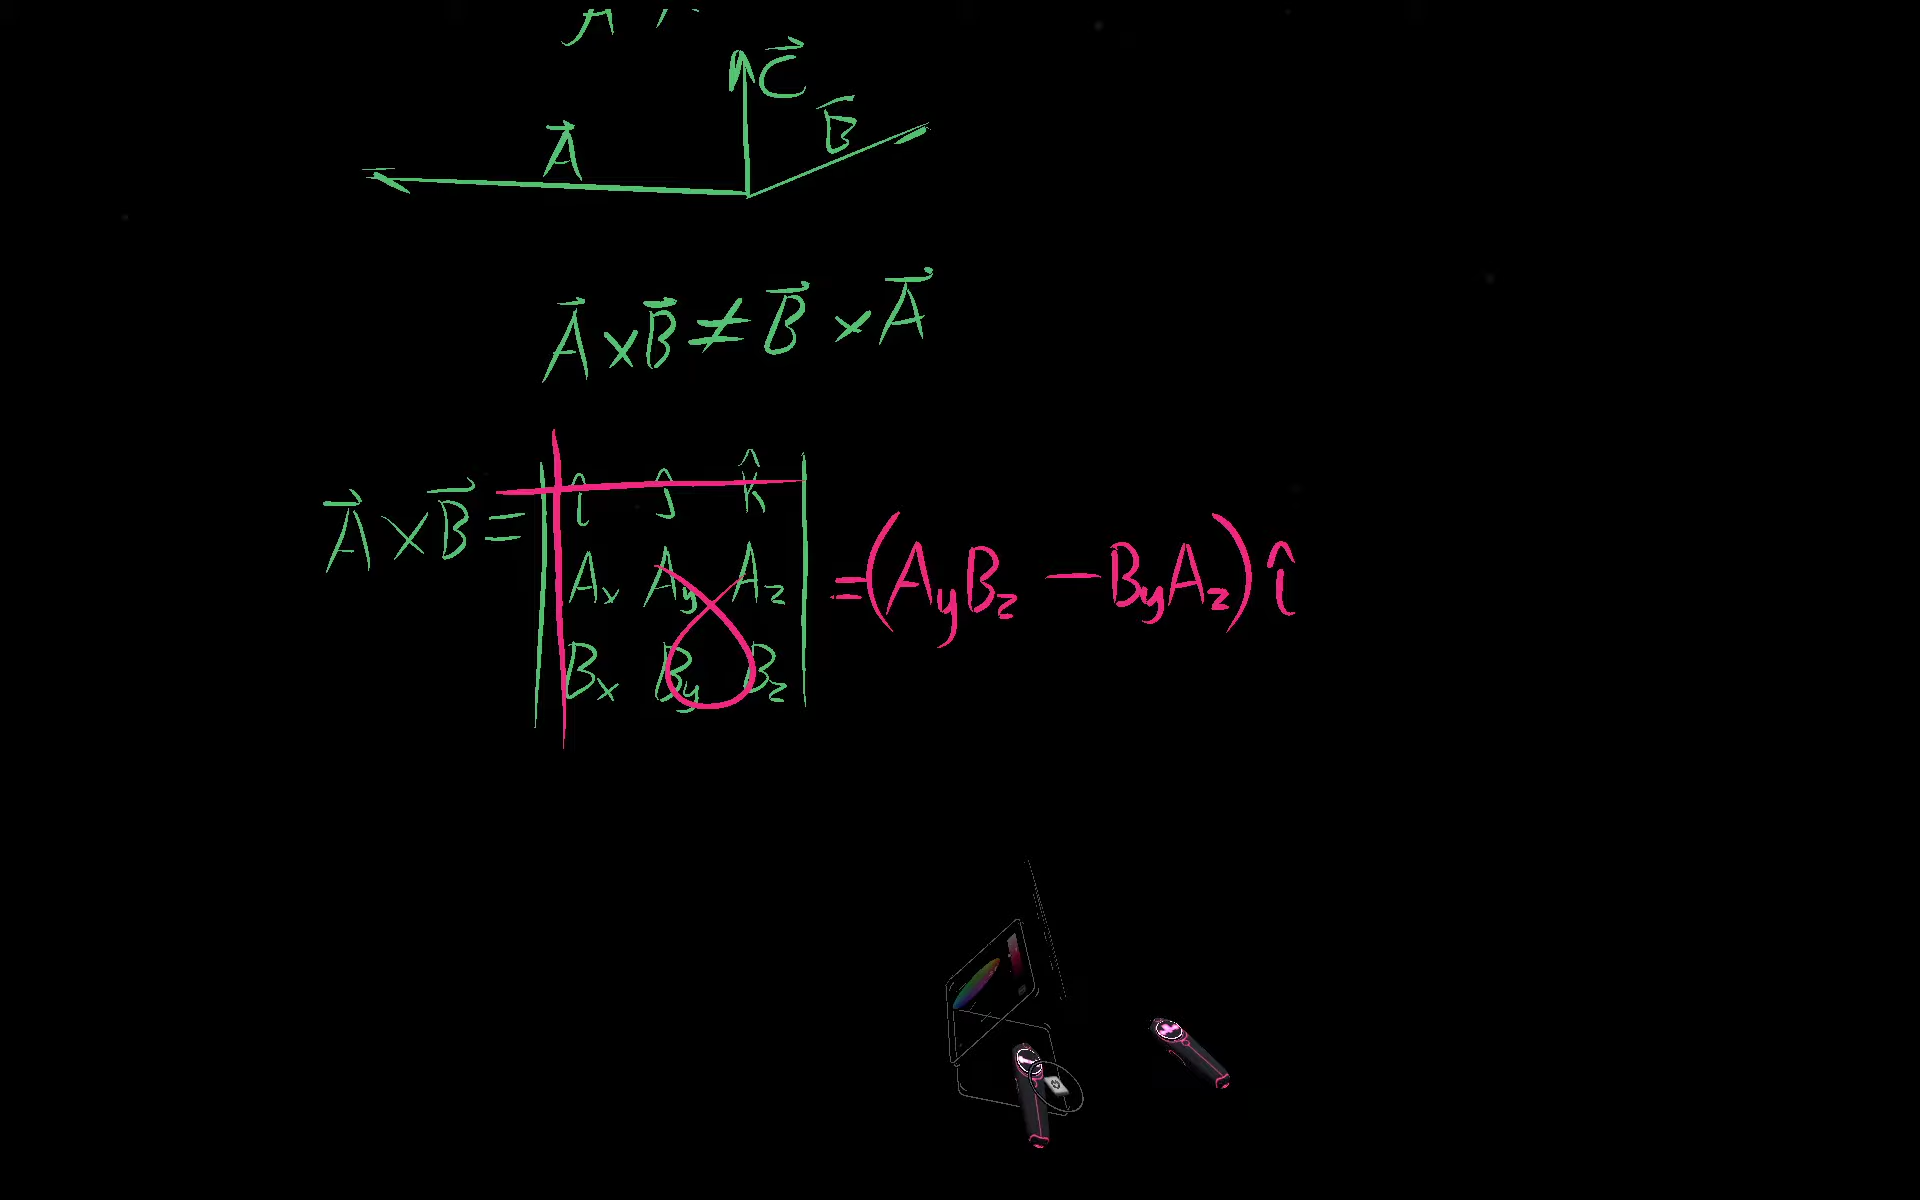 C⃗
B⃗
A⃗
A⃗ × B⃗ ≠ B⃗ × A⃗
A⃗ × B⃗ = | î ĵ k̂ |
| Ax Ay Az | = (AyBz − ByAz) î
| Bx By Bz |